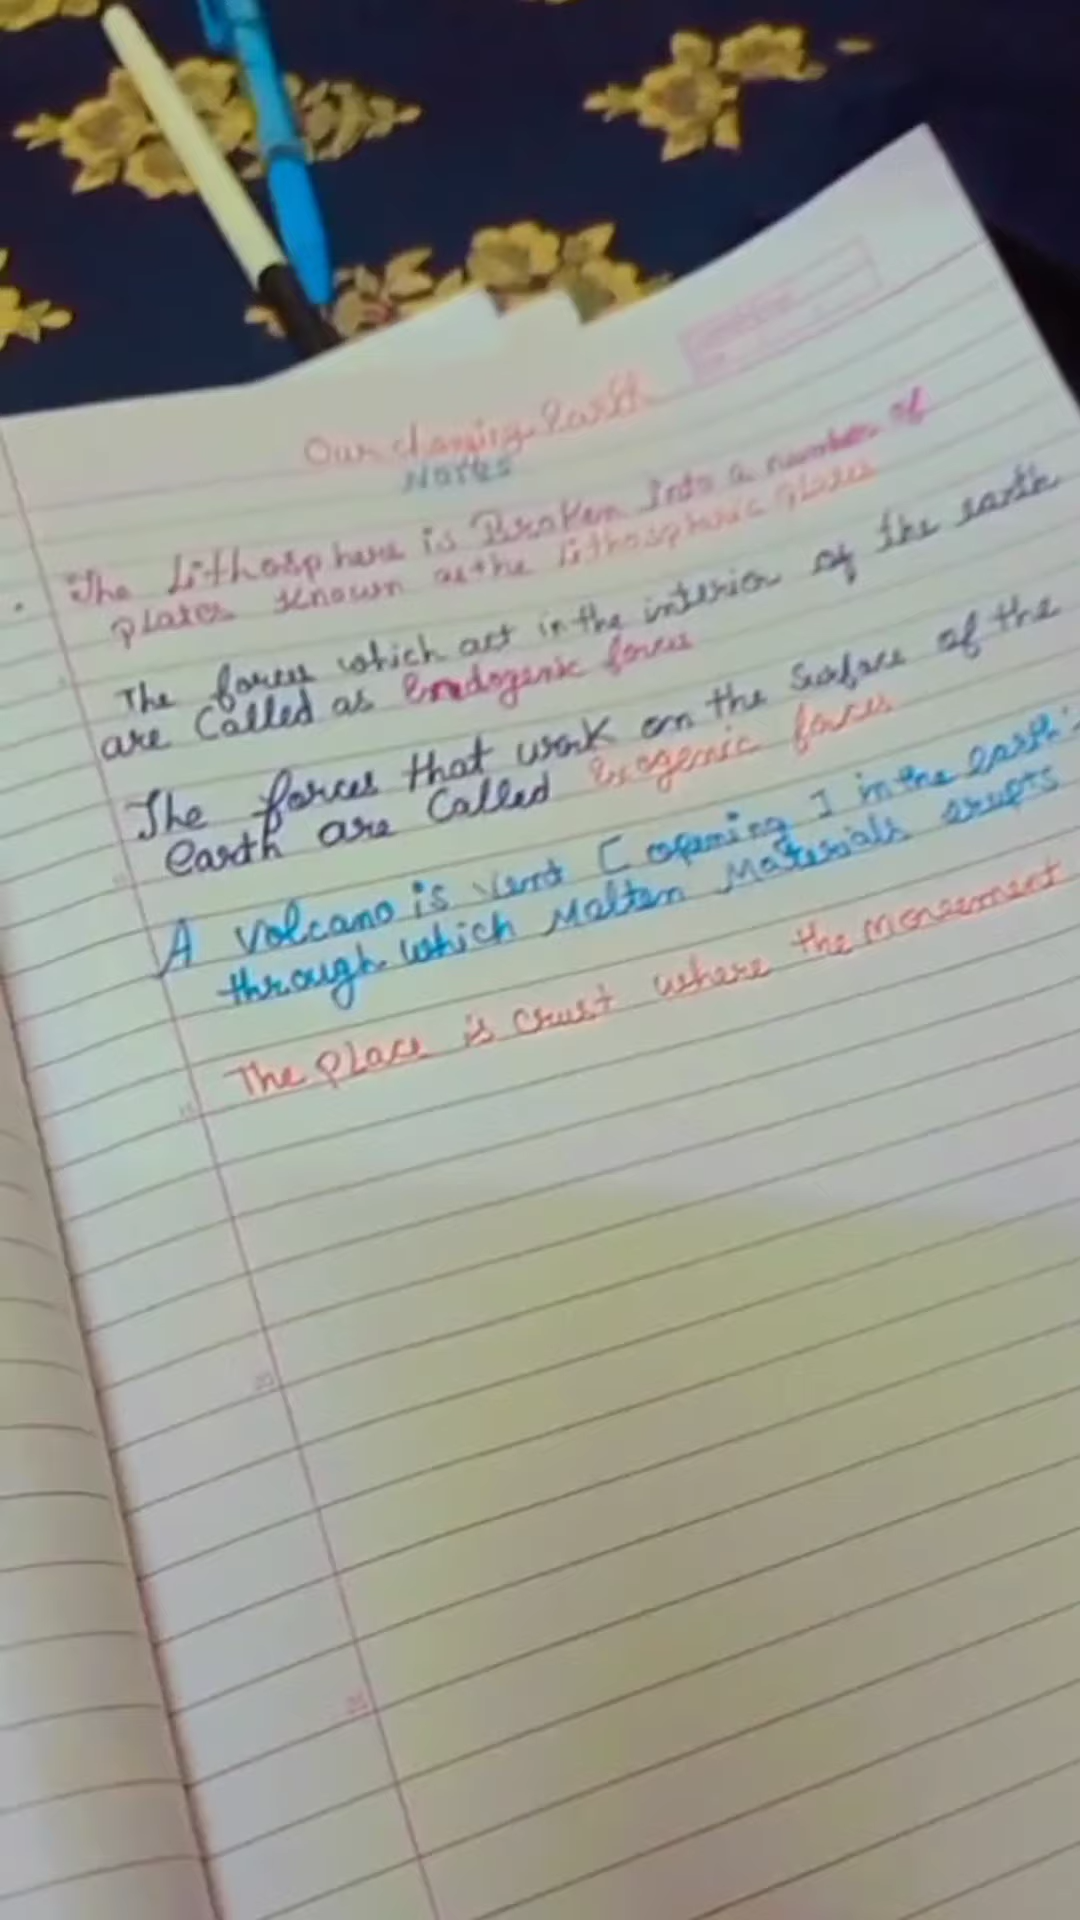 Our changing Earth
Notes
The Lithosphere is Broken into a number of
plates known as the Lithospheric plates
The forces which act in the interior of the earth
are Called as Endogenic forces
The forces that work on the surface of the
earth are Called Exogenic forces
A volcano is vent [ opening ] in the earth's
through which Molten Materials erupts
The place is crust where the movement